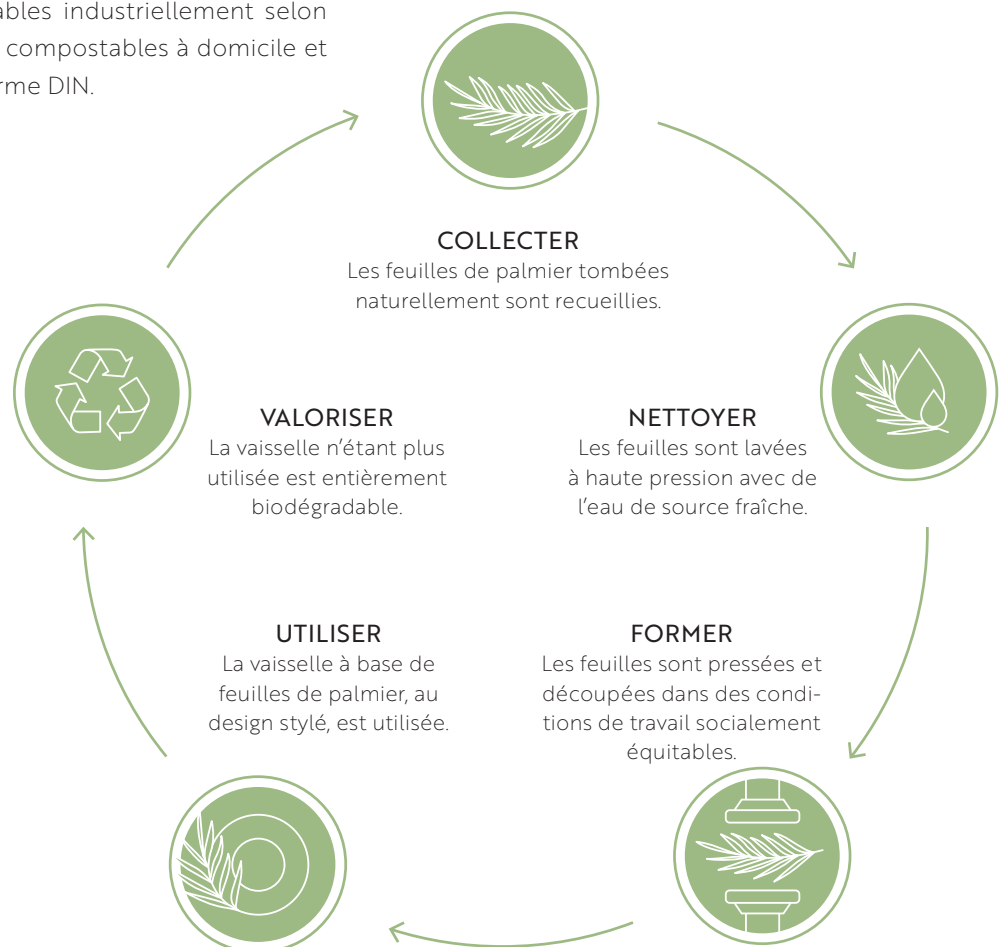 ables industriellement selon
compostables à domicile et
rme DIN.
COLLECTER
Les feuilles de palmier tombées
naturellement sont recueillies.
VALORISER
La vaisselle n’étant plus
utilisée est entièrement
biodégradable.
NETTOYER
Les feuilles sont lavées
à haute pression avec de
l’eau de source fraîche.
UTILISER
La vaisselle à base de
feuilles de palmier, au
design stylé, est utilisée.
FORMER
Les feuilles sont pressées et
découpées dans des condi-
tions de travail socialement
équitables.